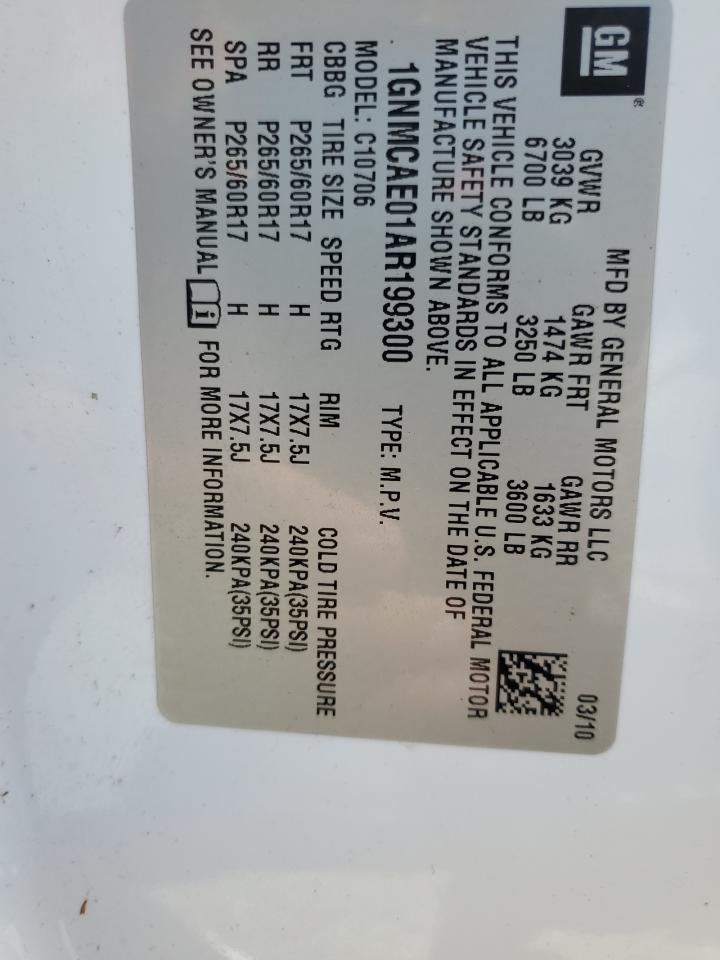 GM
®
MFD BY GENERAL MOTORS LLC
03/10
GVWR GAWR FRT GAWR RR
3039 KG 1474 KG 1633 KG
6700 LB 3250 LB 3600 LB
THIS VEHICLE CONFORMS TO ALL APPLICABLE U.S. FEDERAL MOTOR
VEHICLE SAFETY STANDARDS IN EFFECT ON THE DATE OF
MANUFACTURE SHOWN ABOVE.
1GNMCAE01AR199300 TYPE: M.P.V.
MODEL: C10706
CBBG TIRE SIZE SPEED RTG RIM COLD TIRE PRESSURE
FRT P265/60R17 H 17X7.5J 240KPA(35PSI)
RR P265/60R17 H 17X7.5J 240KPA(35PSI)
SPA P265/60R17 H 17X7.5J 240KPA(35PSI)
SEE OWNER'S MANUAL i FOR MORE INFORMATION.